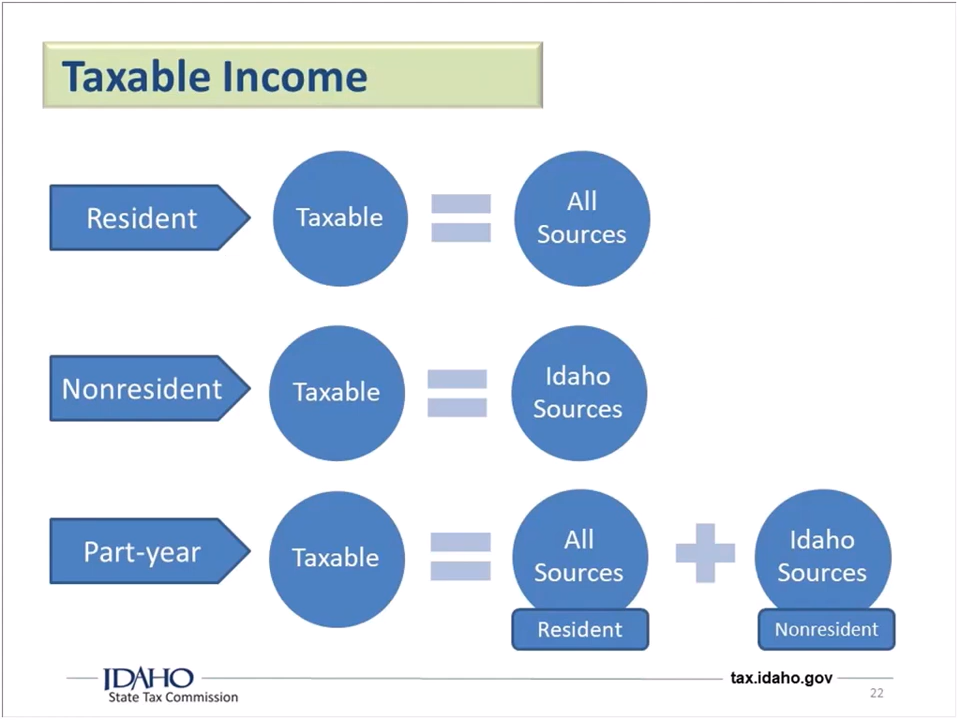 Taxable Income
Resident
Taxable
All
Sources
Nonresident
Taxable
Idaho
Sources
Part-year
Taxable
All
Sources
Resident
Idaho
Sources
Nonresident
IDAHO
State Tax Commission
tax.idaho.gov
22